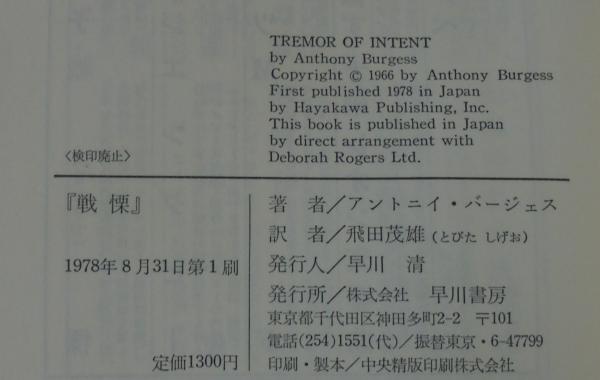 TREMOR OF INTENT
by Anthony Burgess
Copyright © 1966 by Anthony Burgess
First published 1978 in Japan
by Hayakawa Publishing, Inc.
This book is published in Japan
by direct arrangement with
Deborah Rogers Ltd.
〈検印廃止〉
『戦慄』
1978年8月31日第1刷
定価1300円
著 者/アントニイ・バージェス
訳 者/飛田茂雄(とびた しげお)
発行人/早川 清
発行所/株式会社 早川書房
東京都千代田区神田多町2-2 〒101
電話(254)1551(代)/振替東京・6-47799
印刷・製本/中央精版印刷株式会社